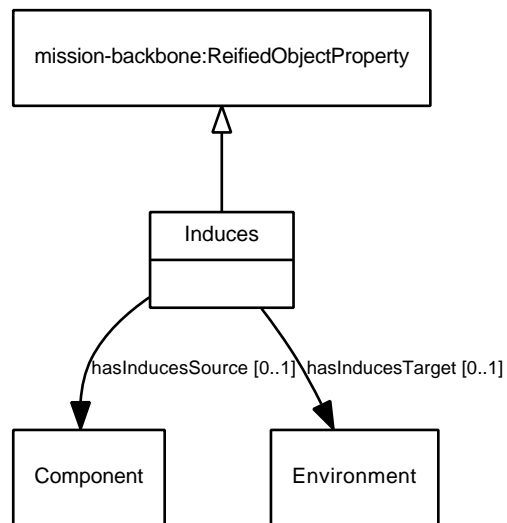 mission-backbone:ReifiedObjectProperty
Induces
hasInducesSource [0..1]
hasInducesTarget [0..1]
Component
Environment